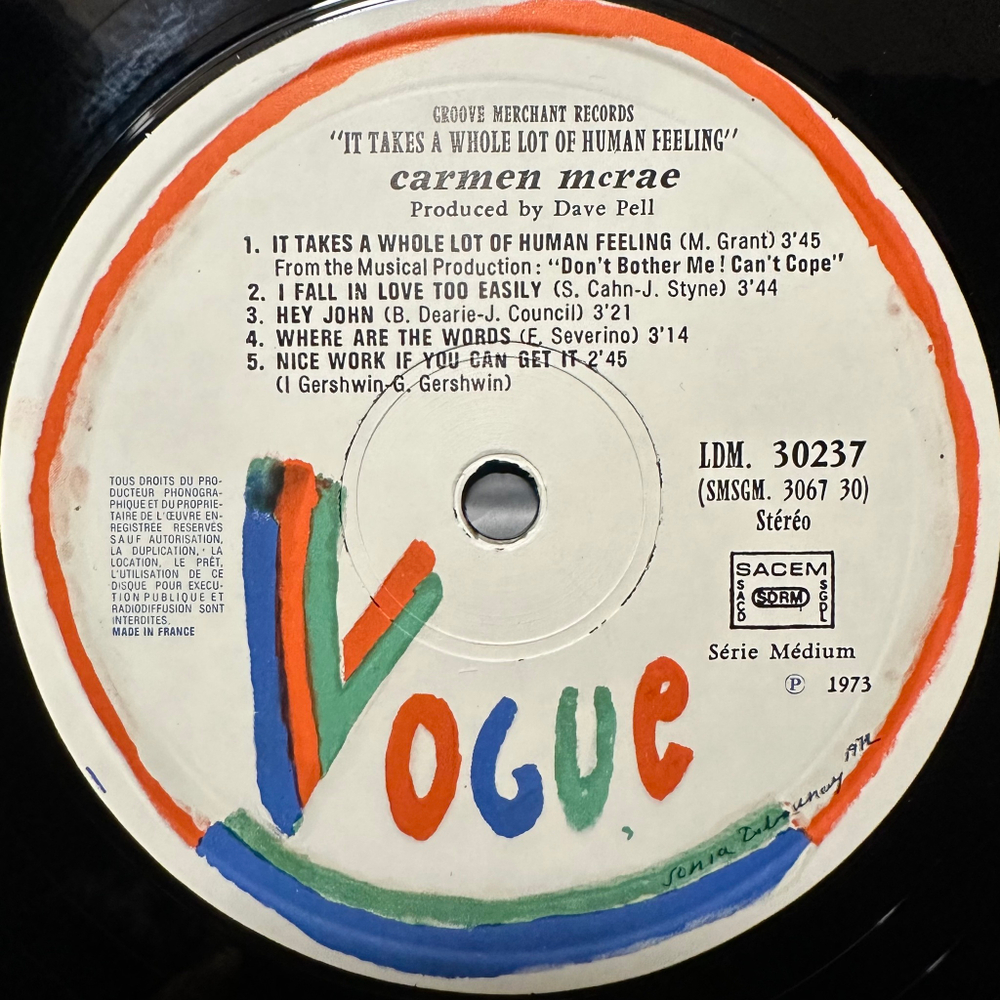 GROOVE MERCHANT RECORDS
"IT TAKES A WHOLE LOT OF HUMAN FEELING"
carmen mcrae
Produced by Dave Pell
1. IT TAKES A WHOLE LOT OF HUMAN FEELING (M. Grant) 3'45
From the Musical Production : "Don't Bother Me ! Can't Cope"
2. I FALL IN LOVE TOO EASILY (S. Cahn-J. Styne) 3'44
3. HEY JOHN (B. Dearie-J. Council) 3'21
4. WHERE ARE THE WORDS (F. Severino) 3'14
5. NICE WORK IF YOU CAN GET IT 2'45
(I Gershwin-G. Gershwin)
LDM. 30237
(SMSGM. 3067 30)
Stéréo
TOUS DROITS DU PRO-
DUCTEUR PHONOGRA-
PHIQUE ET DU PROPRIE-
TAIRE DE L'ŒUVRE EN-
REGISTREE RESERVES
SAUF AUTORISATION,
LA DUPLICATION, LA
LOCATION, LE PRÊT,
L'UTILISATION DE CE
DISQUE POUR EXECU-
TION PUBLIQUE ET
RADIODIFFUSION SONT
INTERDITES.
MADE IN FRANCE
SACEM
SACD SDRM SGDL
Série Médium
Ⓟ 1973
VOGUE
sonia Delaunay 1972